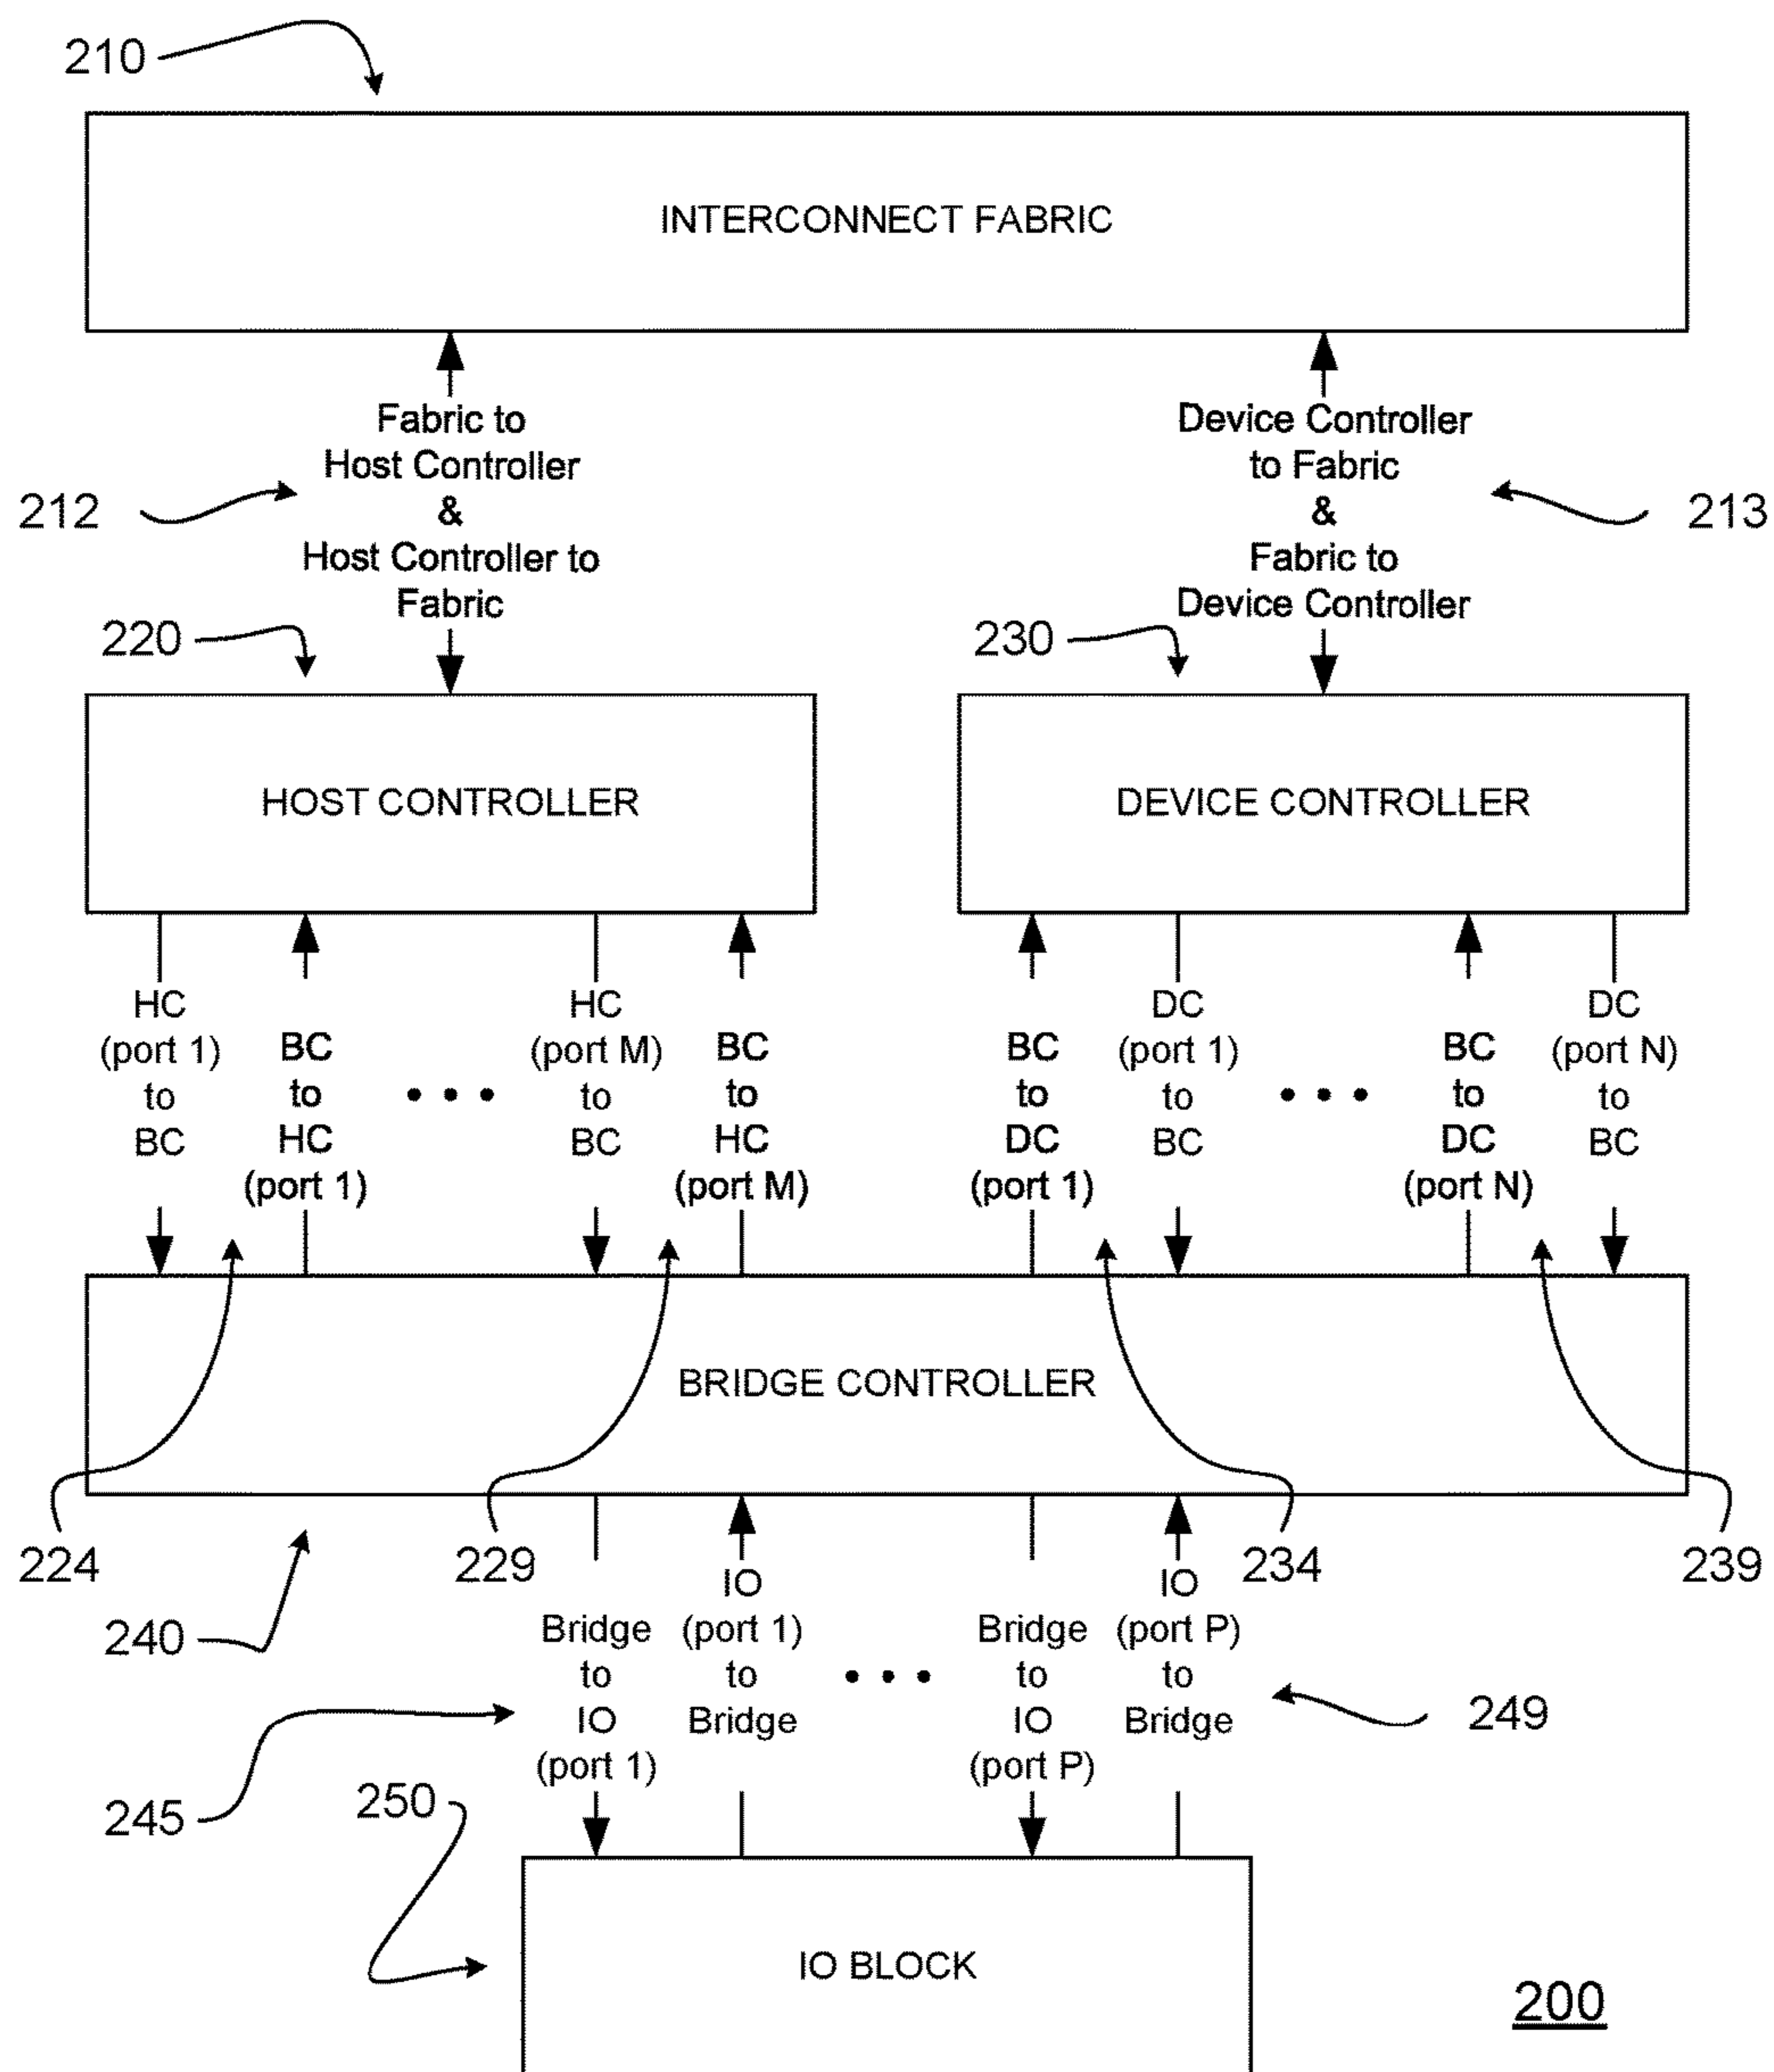 210
INTERCONNECT FABRIC
Fabric to
Host Controller
&
Host Controller to
Fabric
212
Device Controller
to Fabric
&
Fabric to
Device Controller
213
220
230
HOST CONTROLLER
DEVICE CONTROLLER
HC
(port 1)
to
BC
BC
to
HC
(port 1)
• • •
HC
(port M)
to
BC
BC
to
HC
(port M)
BC
to
DC
(port 1)
DC
(port 1)
to
BC
• • •
BC
to
DC
(port N)
DC
(port N)
to
BC
BRIDGE CONTROLLER
224
229
234
239
240
Bridge
to
IO
(port 1)
IO
(port 1)
to
Bridge
• • •
Bridge
to
IO
(port P)
IO
(port P)
to
Bridge
249
245
250
IO BLOCK
200